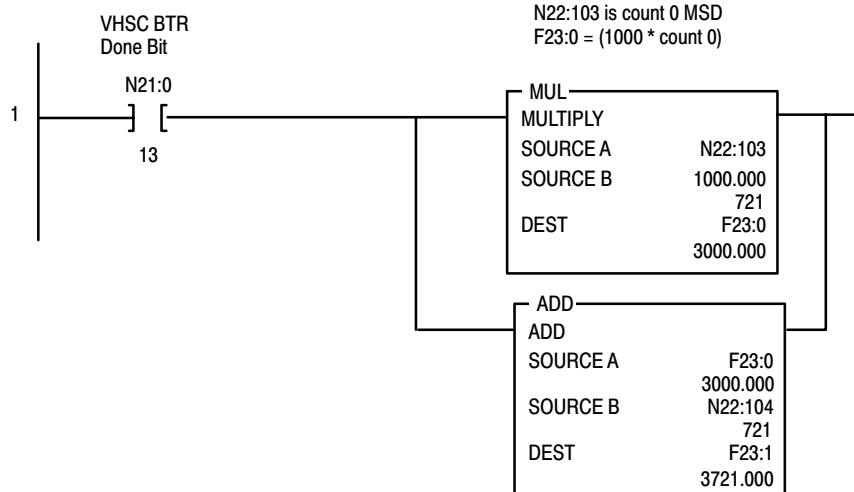 VHSC BTR
Done Bit
N21:0
1
] [
13
N22:103 is count 0 MSD
F23:0 = (1000 * count 0)
MUL
MULTIPLY
SOURCE A N22:103
SOURCE B 1000.000
721
DEST F23:0
3000.000
ADD
ADD
SOURCE A F23:0
3000.000
SOURCE B N22:104
721
DEST F23:1
3721.000